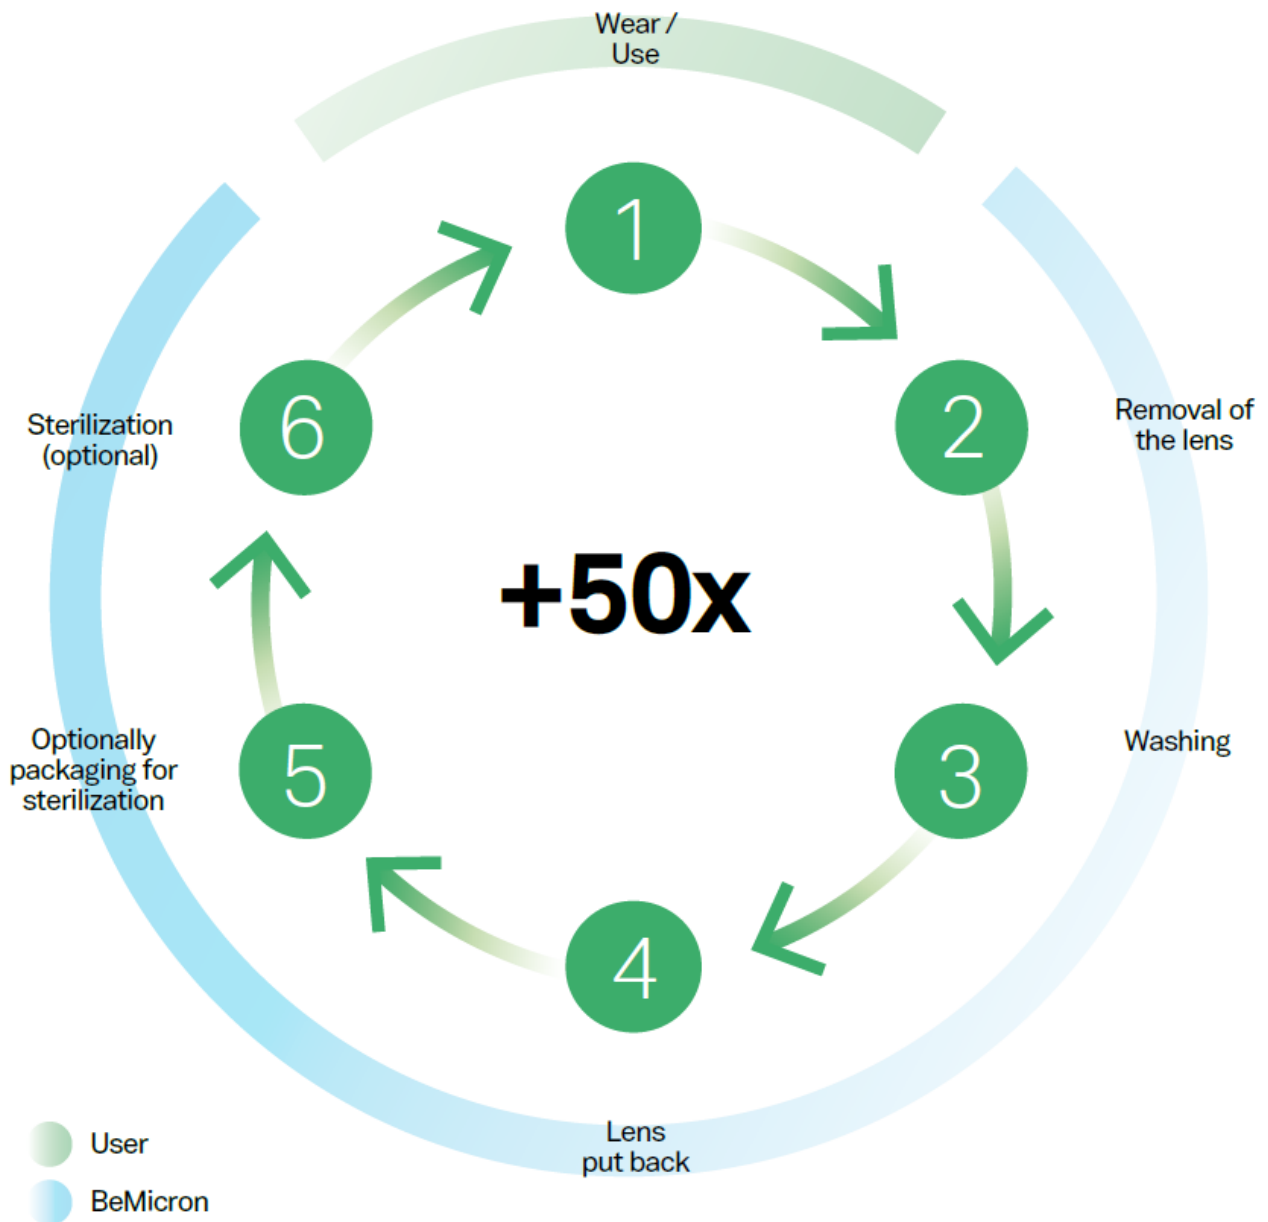 Wear /
Use
1
2
Removal of
the lens
3
Washing
4
Lens
put back
5
Optionally
packaging for
sterilization
6
Sterilization
(optional)
+50x
User
BeMicron